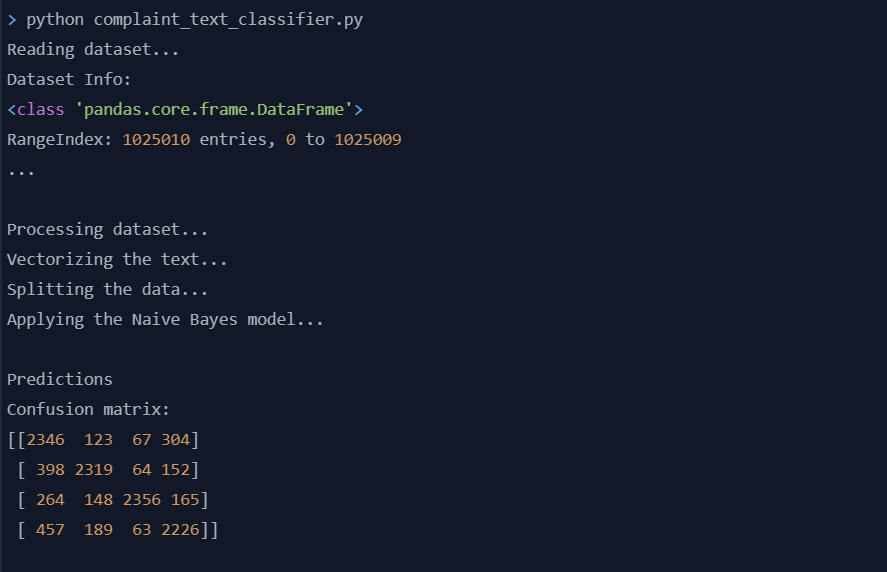 > python complaint_text_classifier.py
Reading dataset...
Dataset Info:
<class 'pandas.core.frame.DataFrame'>
RangeIndex: 1025010 entries, 0 to 1025009
...
Processing dataset...
Vectorizing the text...
Splitting the data...
Applying the Naive Bayes model...
Predictions
Confusion matrix:
[[2346  123  67 304]
 [ 398 2319  64 152]
 [ 264  148 2356 165]
 [ 457  189  63 2226]]